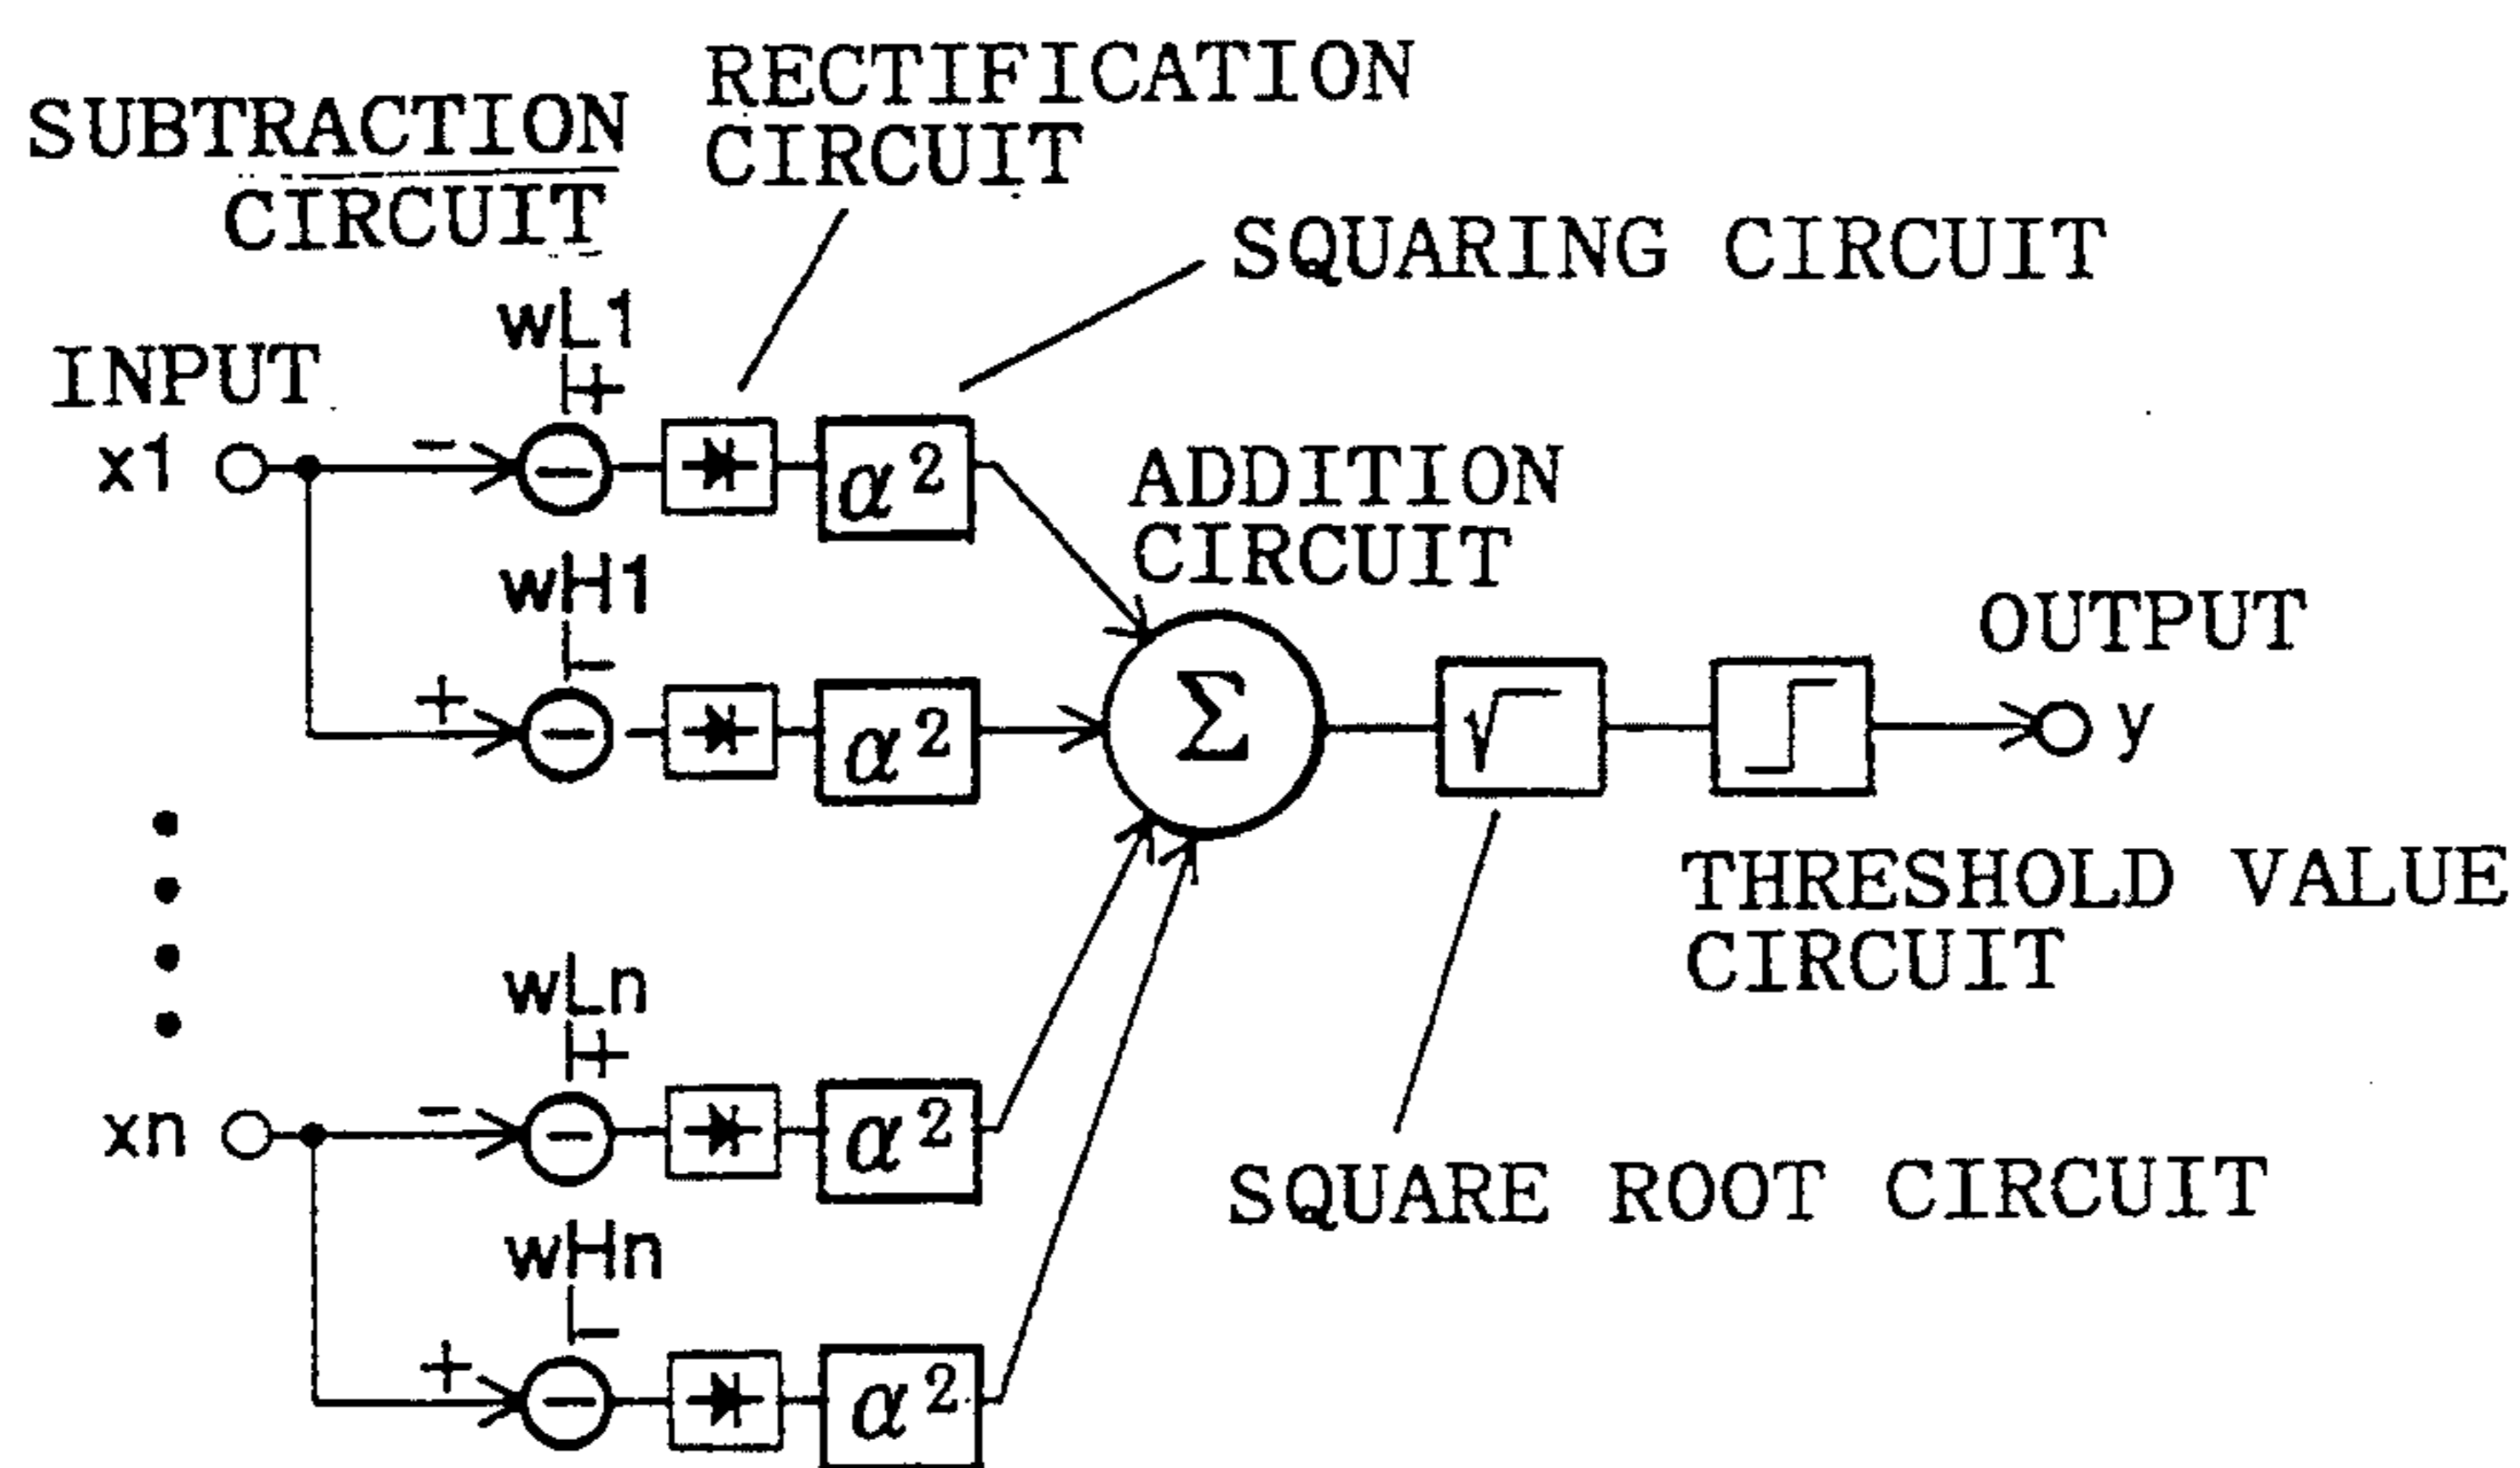 RECTIFICATION
CIRCUIT
SUBTRACTION
CIRCUIT
SQUARING CIRCUIT
wL1
+
INPUT
x1
-
α²
ADDITION
CIRCUIT
wH1
-
+
α²
Σ
√
OUTPUT
y
THRESHOLD VALUE
CIRCUIT
wLn
+
xn
-
α²
SQUARE ROOT CIRCUIT
wHn
-
+
α²